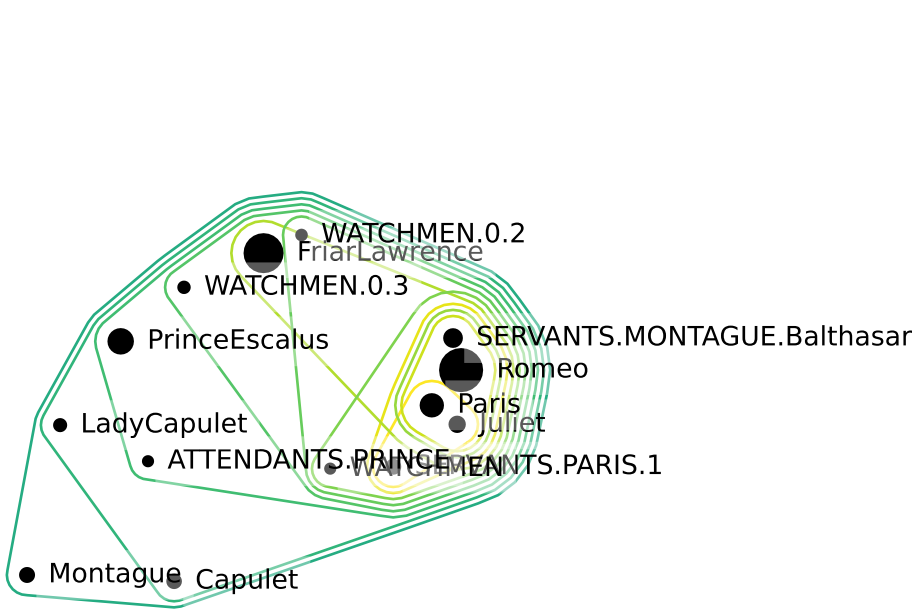 WATCHMEN.0.2
FriarLawrence
WATCHMEN.0.3
SERVANTS.MONTAGUE.Balthasar
PrinceEscalus
Romeo
Paris
Juliet
LadyCapulet
ATTENDANTS.PRINCE
WATCHMEN
SERVANTS.PARIS.1
Montague
Capulet